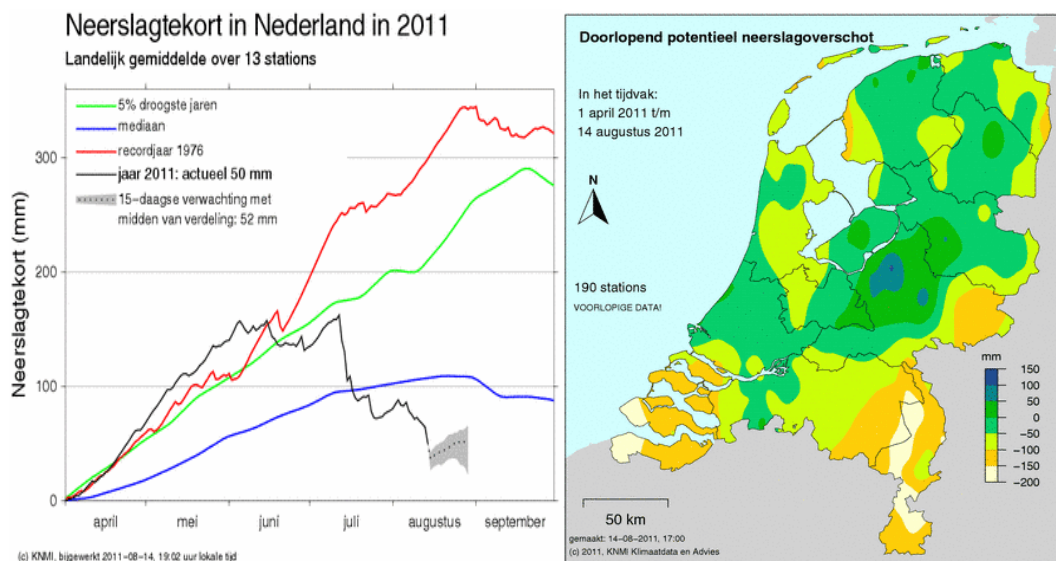 Neerslagtekort in Nederland in 2011
Landelijk gemiddelde over 13 stations
5% droogste jaren
mediaan
recordjaar 1976
jaar 2011: actueel 50 mm
15-daagse verwachting met
midden van verdeling: 52 mm
Neerslagtekort (mm)
300
200
100
0
april
mei
juni
juli
augustus
september
(c) KNMI, bijgewerkt 2011-08-14, 19:02 uur lokale tijd
Doorlopend potentieel neerslagoverschot
In het tijdvak:
1 april 2011 t/m
14 augustus 2011
N
190 stations
VOORLOPIGE DATA!
mm
150
100
50
0
-50
-100
-150
-200
50 km
gemaakt: 14-08-2011, 17:00
(c) 2011, KNMI Klimaatdata en Advies